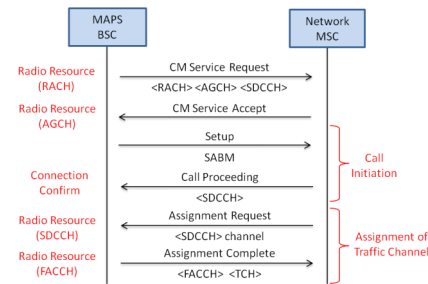 MAPS
BSC
Network
MSC
Radio Resource
(RACH)
CM Service Request
<RACH> <AGCH> <SDCCH>
Radio Resource
(AGCH)
CM Service Accept
Setup
SABM
Call
Initiation
Connection
Confirm
Call Proceeding
<SDCCH>
Radio Resource
(SDCCH)
Assignment Request
<SDCCH> channel
Assignment of
Traffic Channel
Radio Resource
(FACCH)
Assignment Complete
<FACCH> <TCH>